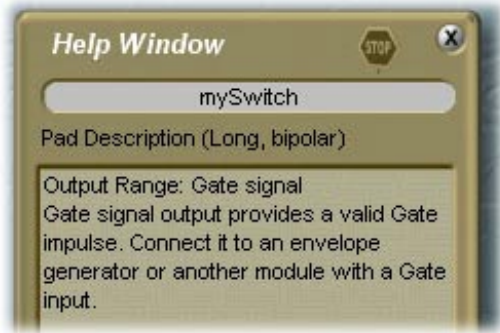 Help Window
STOP
X
mySwitch
Pad Description (Long, bipolar)
Output Range: Gate signal
Gate signal output provides a valid Gate
impulse. Connect it to an envelope
generator or another module with a Gate
input.